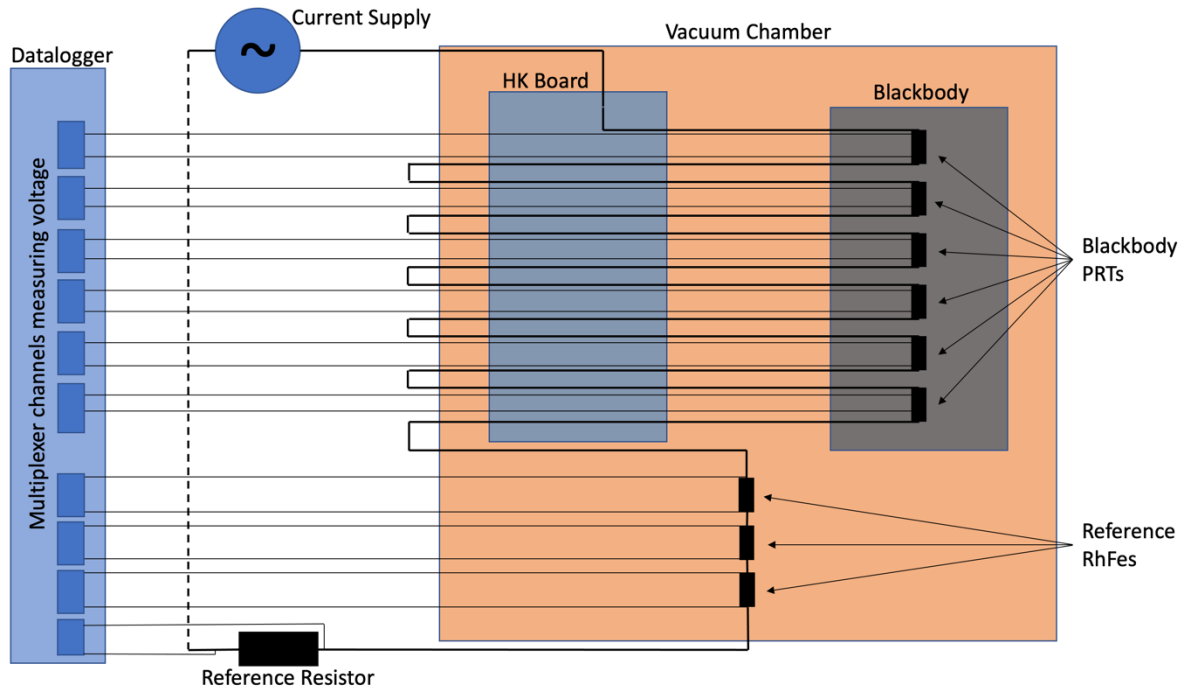 Current Supply
Vacuum Chamber
Datalogger
~
HK Board
Blackbody
Multiplexer channels measuring voltage
Blackbody
PRTs
Reference
RhFes
Reference Resistor